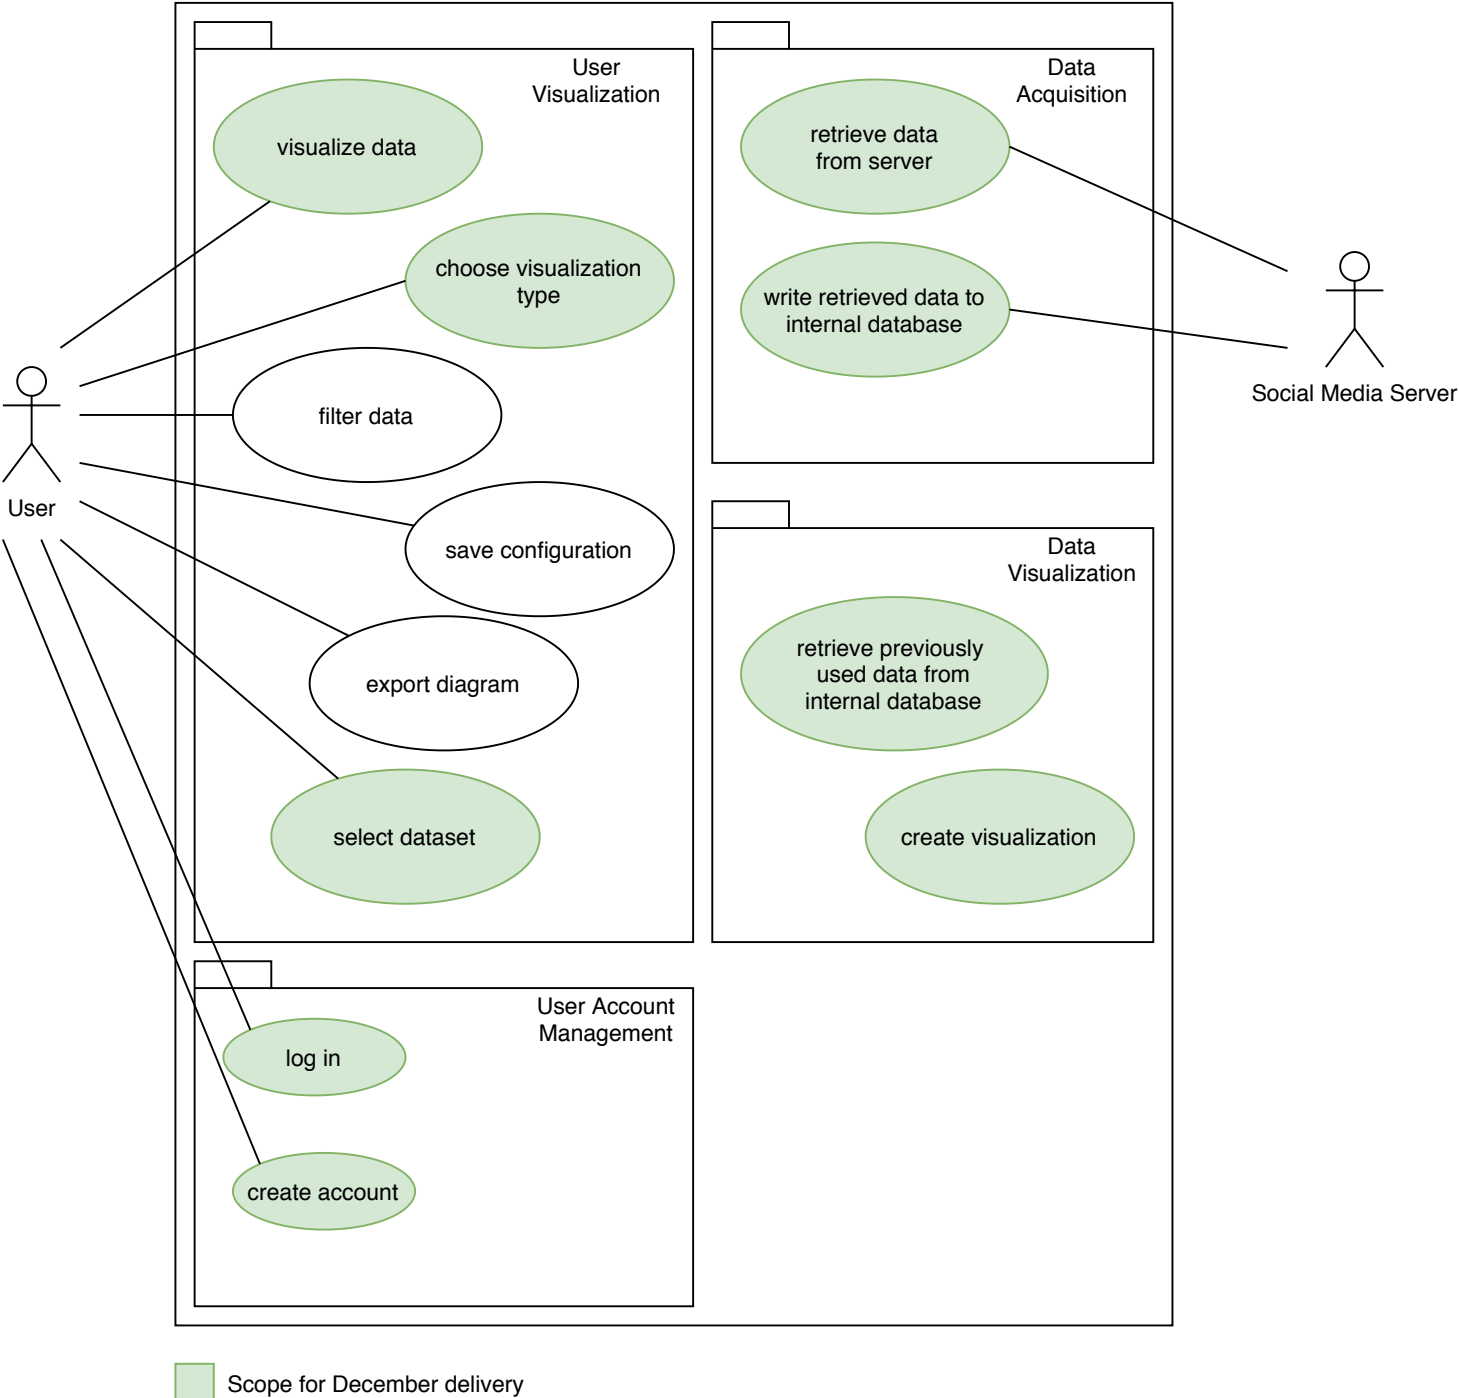 User
Visualization
visualize data
choose visualization
type
filter data
save configuration
export diagram
select dataset
User
Data
Acquisition
retrieve data
from server
write retrieved data to
internal database
Social Media Server
Data
Visualization
retrieve previously
used data from
internal database
create visualization
User Account
Management
log in
create account
Scope for December delivery